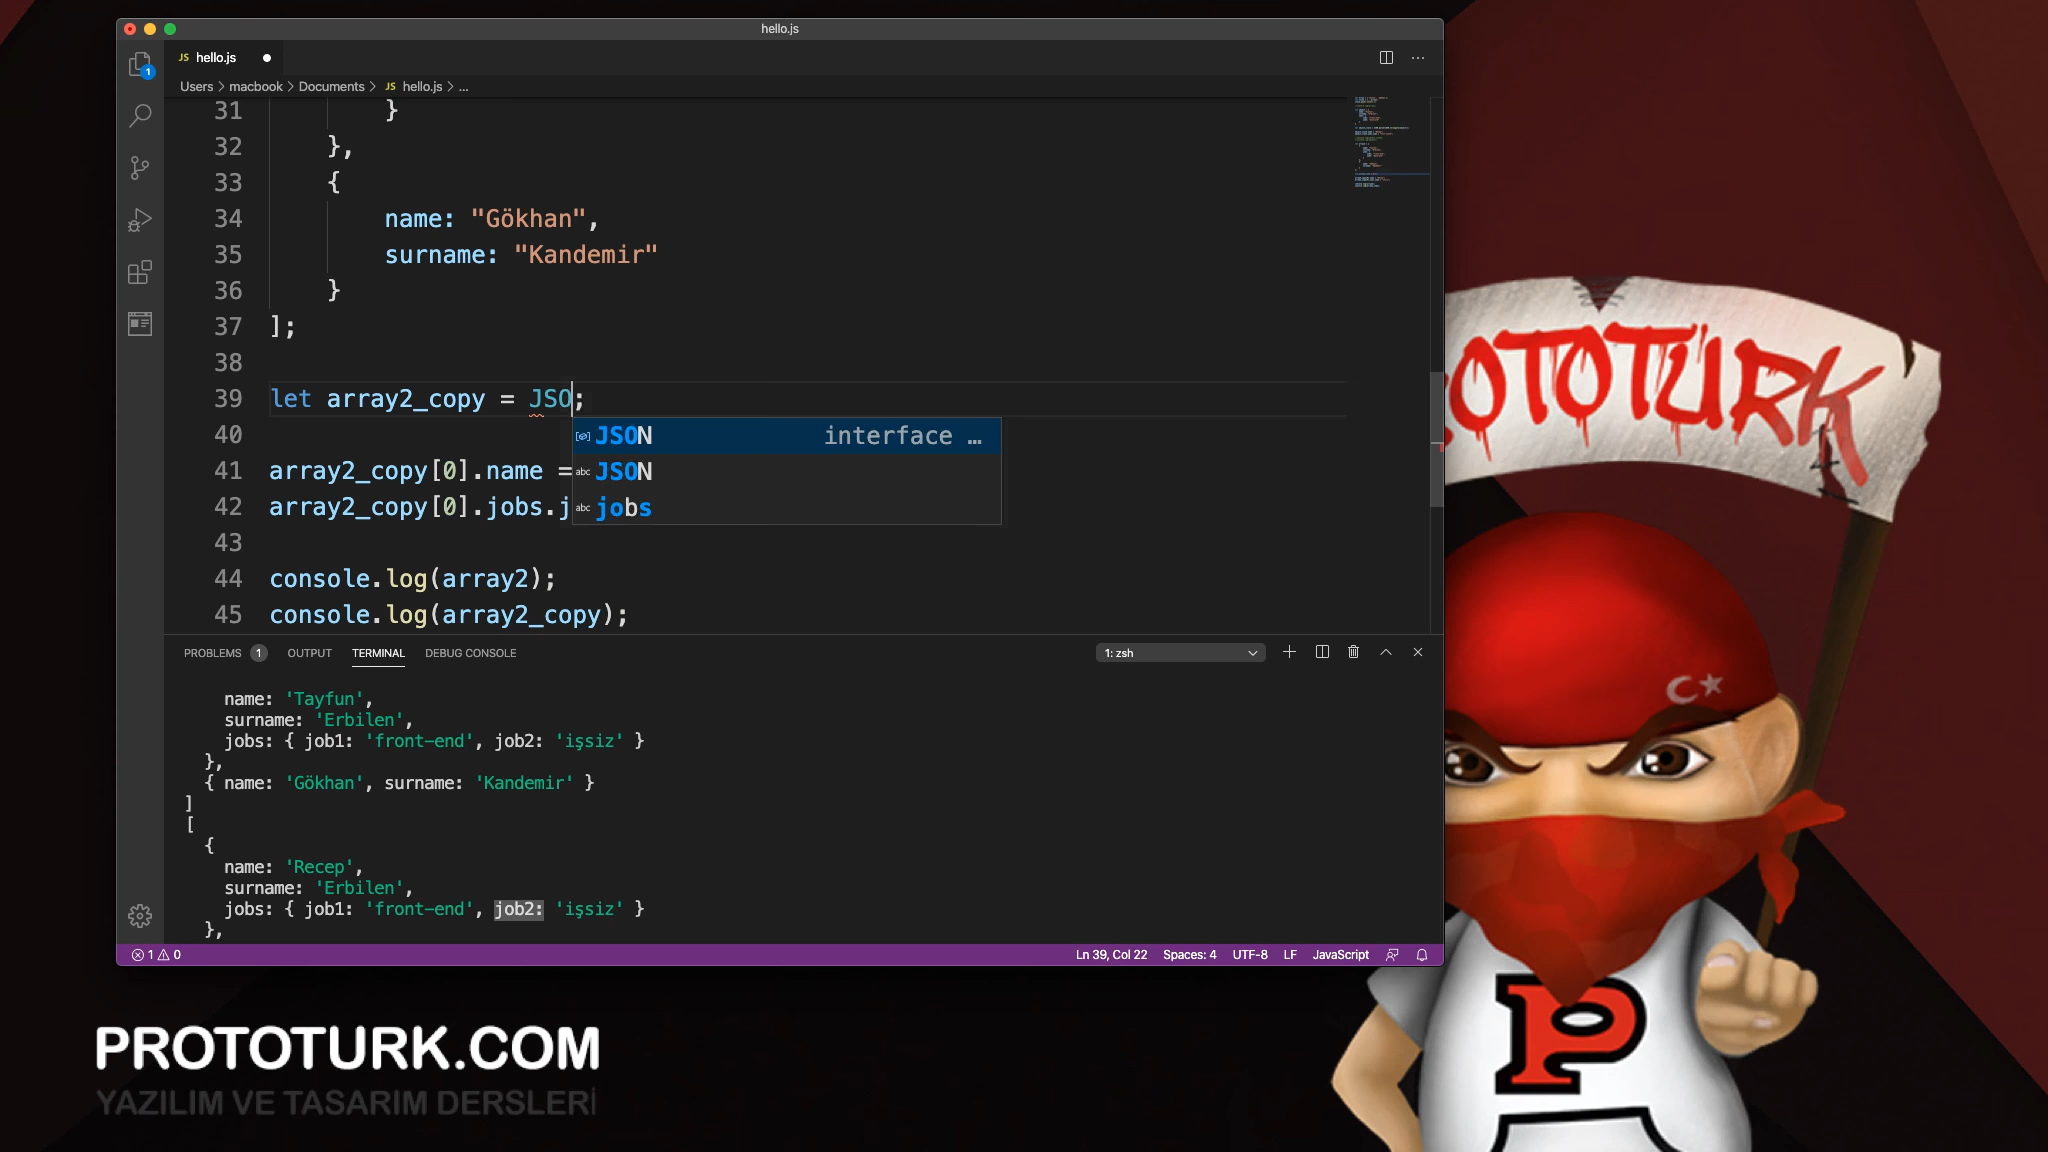 hello.js
JS hello.js
1
Users > macbook > Documents > JS hello.js > ...
31 }
32 },
33 {
34 name: "Gökhan",
35 surname: "Kandemir"
36 }
37 ];
38
39 let array2_copy = JSO;
JSON interface ...
40
JSON
41 array2_copy[0].name =
jobs
42 array2_copy[0].jobs.j
43
44 console.log(array2);
45 console.log(array2_copy);
PROBLEMS 1 OUTPUT TERMINAL DEBUG CONSOLE 1: zsh
name: 'Tayfun',
surname: 'Erbilen',
jobs: { job1: 'front-end', job2: 'işsiz' }
},
{ name: 'Gökhan', surname: 'Kandemir' }
]
[
{
name: 'Recep',
surname: 'Erbilen',
jobs: { job1: 'front-end', job2: 'işsiz' }
},
1 0 Ln 39, Col 22 Spaces: 4 UTF-8 LF JavaScript
OTOTÜRK
P
PROTOTURK.COM
YAZILIM VE TASARIM DERSLERİ